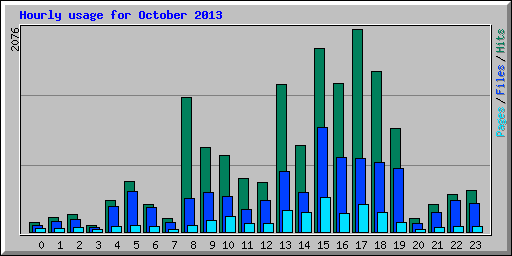 Hourly usage for October 2013
2076
Pages / Files / Hits
0 1 2 3 4 5 6 7 8 9 10 11 12 13 14 15 16 17 18 19 20 21 22 23